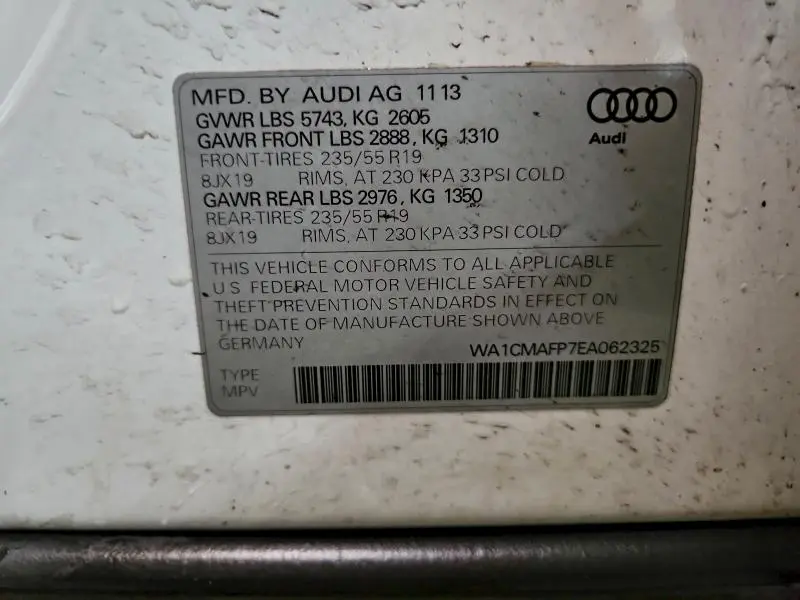 MFD. BY AUDI AG 11 13
GVWR LBS 5743, KG 2605
GAWR FRONT LBS 2888, KG 1310
FRONT-TIRES 235/55 R19
8JX19 RIMS, AT 230 KPA 33 PSI COLD
GAWR REAR LBS 2976, KG 1350
REAR-TIRES 235/55 R19
8JX19 RIMS, AT 230 KPA 33 PSI COLD
Audi
THIS VEHICLE CONFORMS TO ALL APPLICABLE
U.S. FEDERAL MOTOR VEHICLE SAFETY AND
THEFT PREVENTION STANDARDS IN EFFECT ON
THE DATE OF MANUFACTURE SHOWN ABOVE
GERMANY WA1CMAFP7EA062325
TYPE
MPV